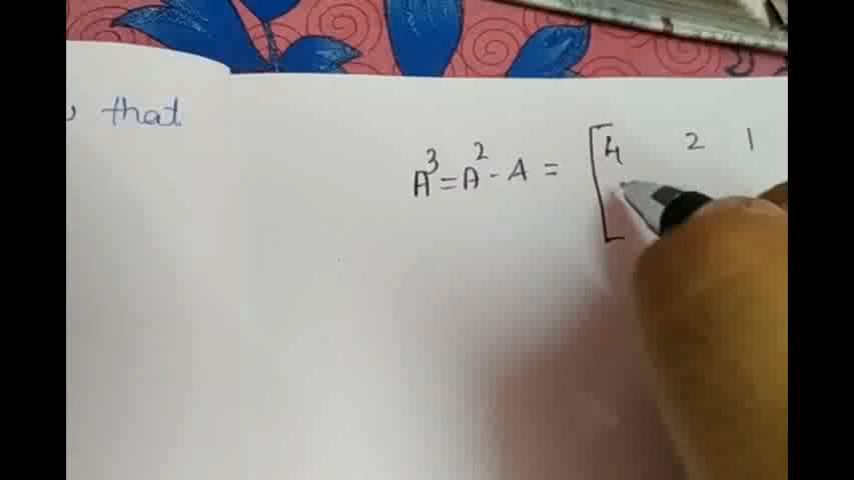 that
A³ = A² - A = [ 4 2 1